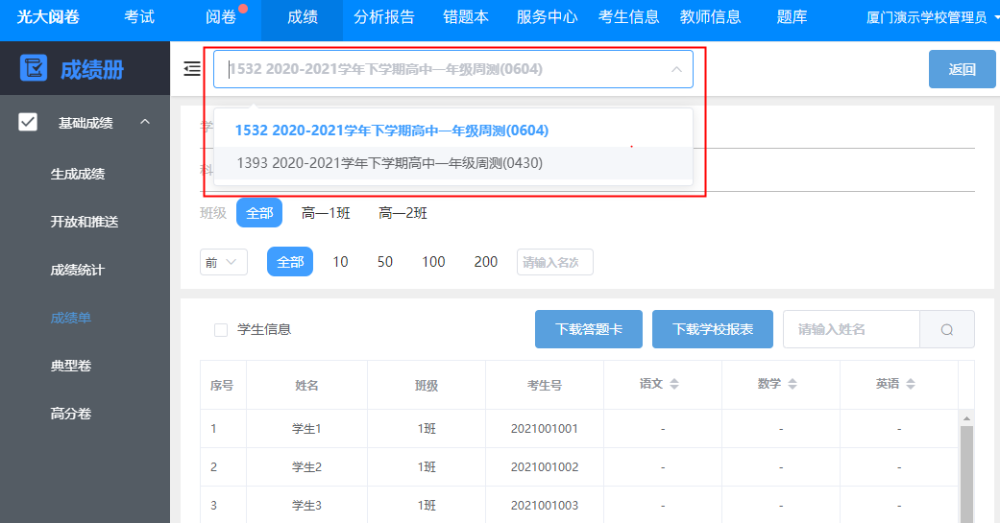 光大阅卷 考试 阅卷 成绩 分析报告 错题本 服务中心 考生信息 教师信息 题库 厦门演示学校管理员
成绩册
1532 2020-2021学年下学期高中一年级周测(0604)
返回
基础成绩
学
1532 2020-2021学年下学期高中一年级周测(0604)
科
1393 2020-2021学年下学期高中一年级周测(0430)
生成成绩
班级 全部 高一1班 高一2班
开放和推送
前 全部 10 50 100 200 请输入名次
成绩统计
成绩单
学生信息 下载答题卡 下载学校报表 请输入姓名
典型卷
序号 姓名 班级 考生号 语文 数学 英语
高分卷
1 学生1 1班 2021001001 - - -
2 学生2 1班 2021001002 - - -
3 学生3 1班 2021001003 - - -